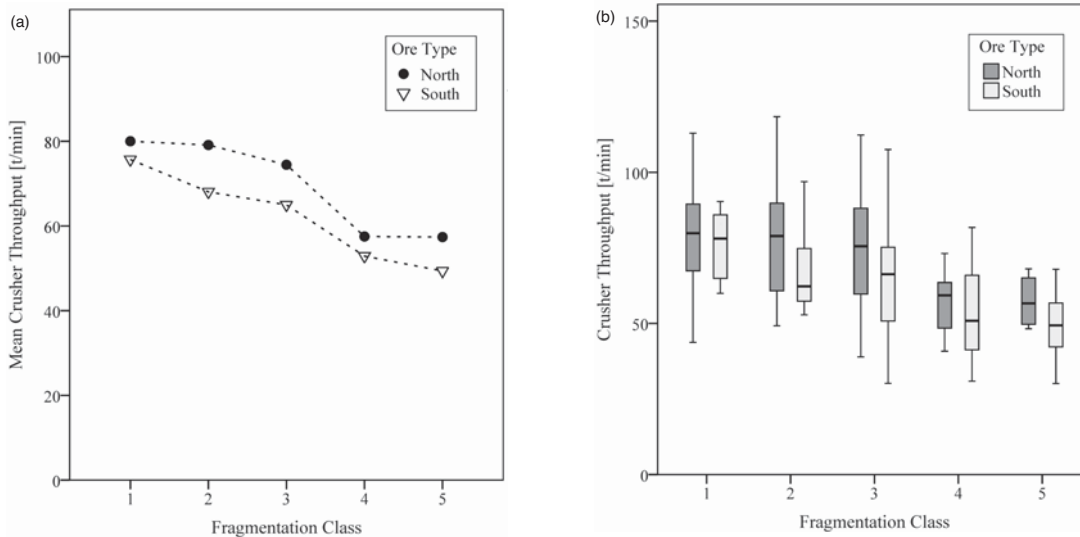 (a)
Mean Crusher Throughput [t/min]
100
80
60
40
20
0
Ore Type
North
South
1 2 3 4 5
Fragmentation Class
(b)
Crusher Throughput [t/min]
150
100
50
0
Ore Type
North
South
1 2 3 4 5
Fragmentation Class